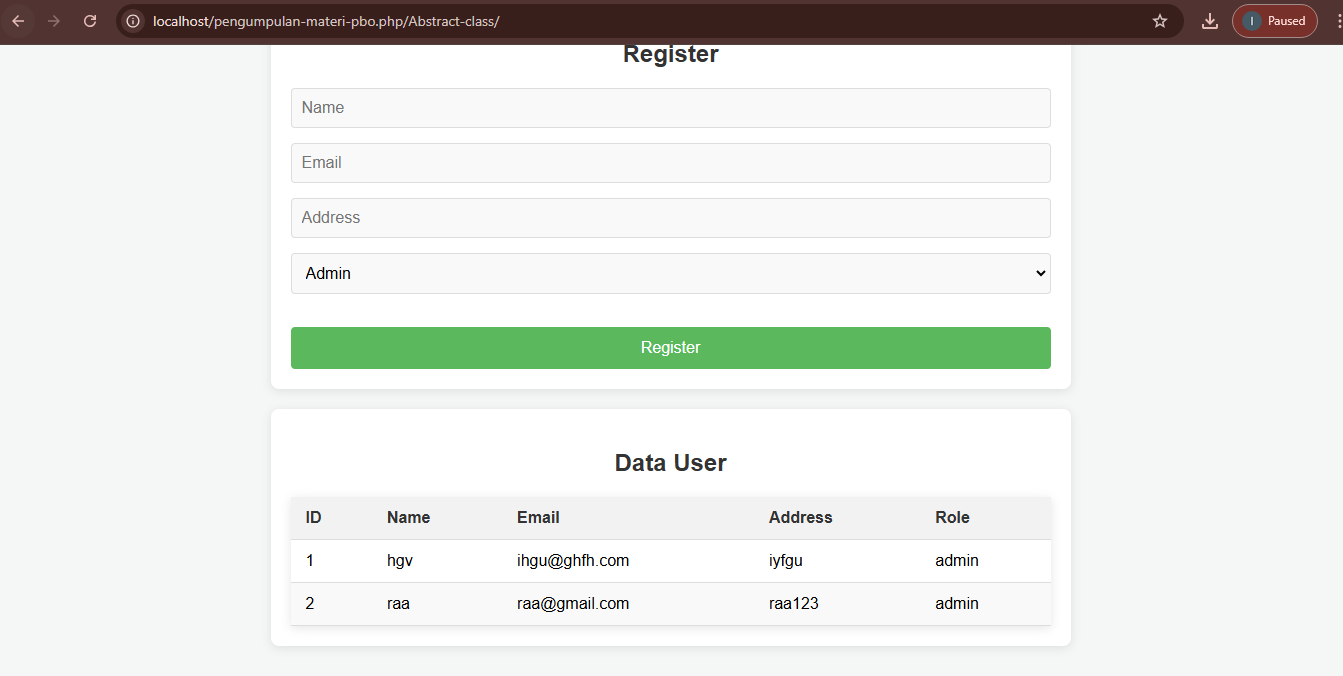 localhost/pengumpulan-materi-pbo.php/Abstract-class/
I Paused
Register
Name
Email
Address
Admin
Register
Data User
ID Name Email Address Role
1 hgv ihgu@ghfh.com iyfgu admin
2 raa raa@gmail.com raa123 admin